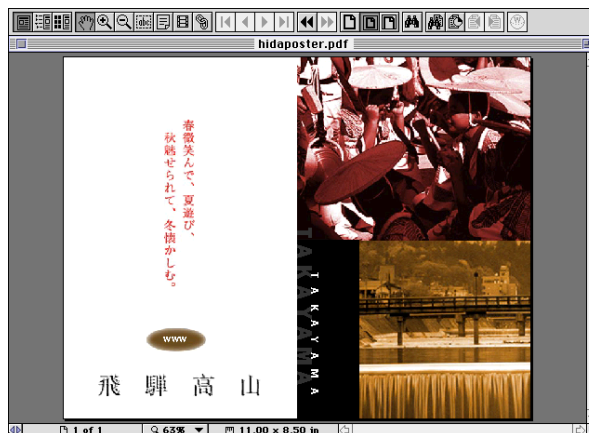 hidaposter.pdf
春微笑んで、夏遊び、
秋魅せられて、冬懐かしむ。
www
飛騨高山
TAKAYAMA
TAKAYAMA
1 of 1
63%
11.00 x 8.50 in